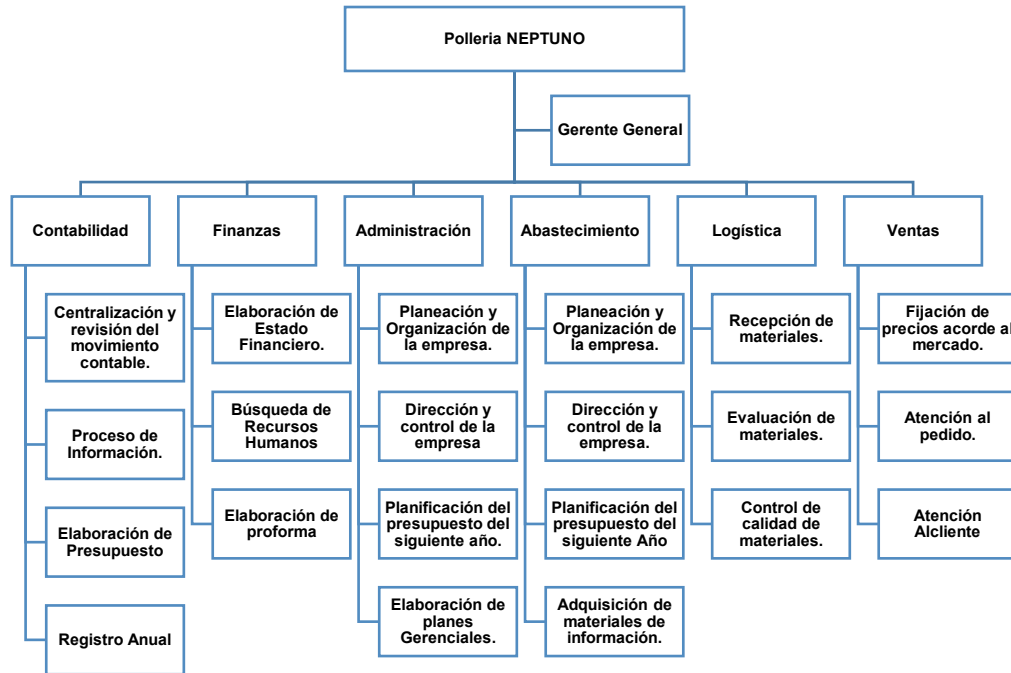 Polleria NEPTUNO
Gerente General
Contabilidad
Centralización y
revisión del
movimiento
contable.
Proceso de
Información.
Elaboración de
Presupuesto
Registro Anual
Finanzas
Elaboración de
Estado
Financiero.
Búsqueda de
Recursos
Humanos
Elaboración de
proforma
Administración
Planeación y
Organización de
la empresa.
Dirección y
control de la
empresa
Planificación del
presupuesto del
siguiente año.
Elaboración de
planes
Gerenciales.
Abastecimiento
Planeación y
Organización de
la empresa.
Dirección y
control de la
empresa.
Planificación del
presupuesto del
siguiente Año
Adquisición de
materiales de
información.
Logística
Recepción de
materiales.
Evaluación de
materiales.
Control de
calidad de
materiales.
Ventas
Fijación de
precios acorde al
mercado.
Atención al
pedido.
Atención
Alcliente